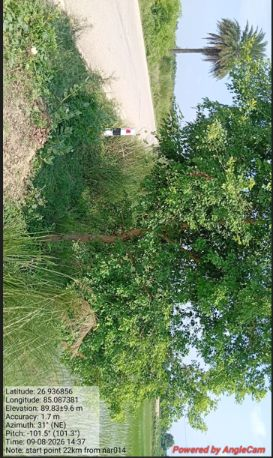 Latitude: 26.936856
Longitude: 85.087381
Elevation: 89.83±9.6 m
Accuracy: 1.7 m
Azimuth: 31° (NE)
Pitch: -101.5° (101.3°)
Time: 09-08-2026 14:37
Note: start point 22km from nar014
Powered by AngleCam